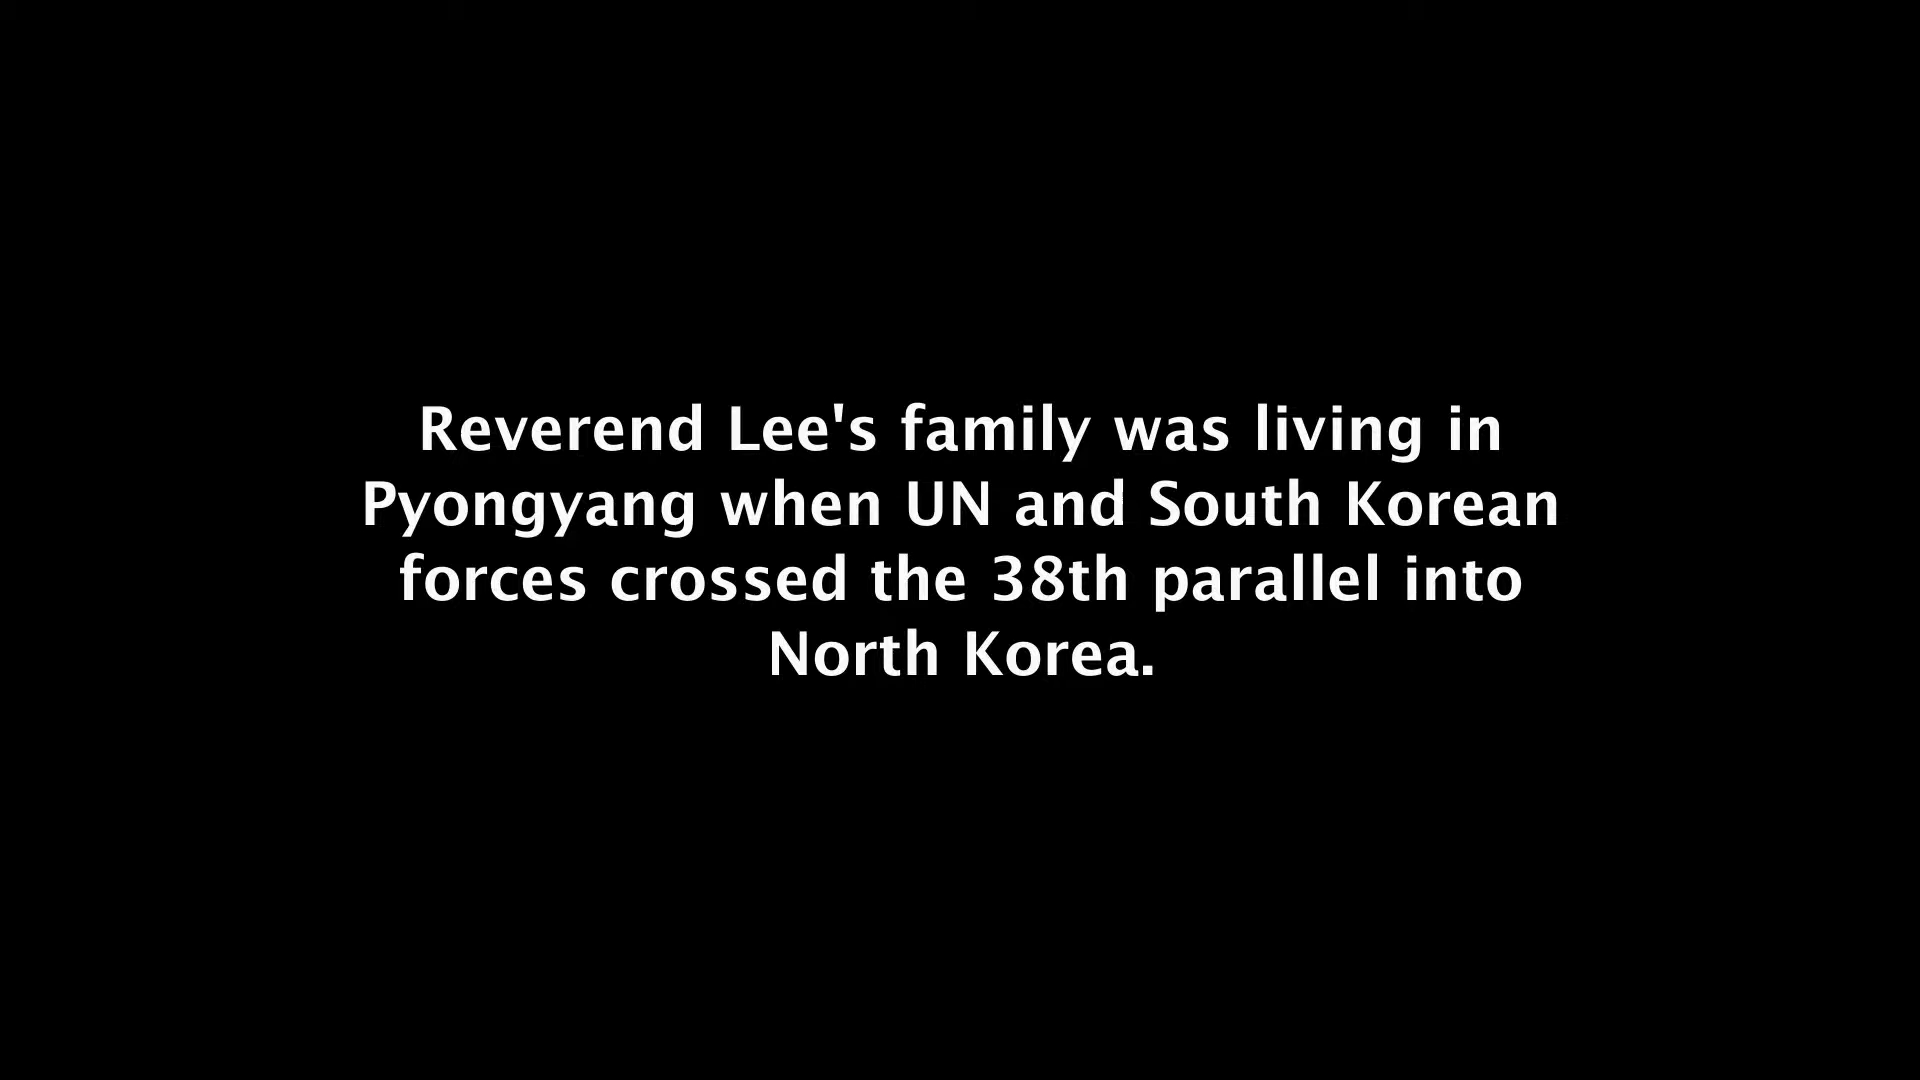 Reverend Lee's family was living in
Pyongyang when UN and South Korean
forces crossed the 38th parallel into
North Korea.